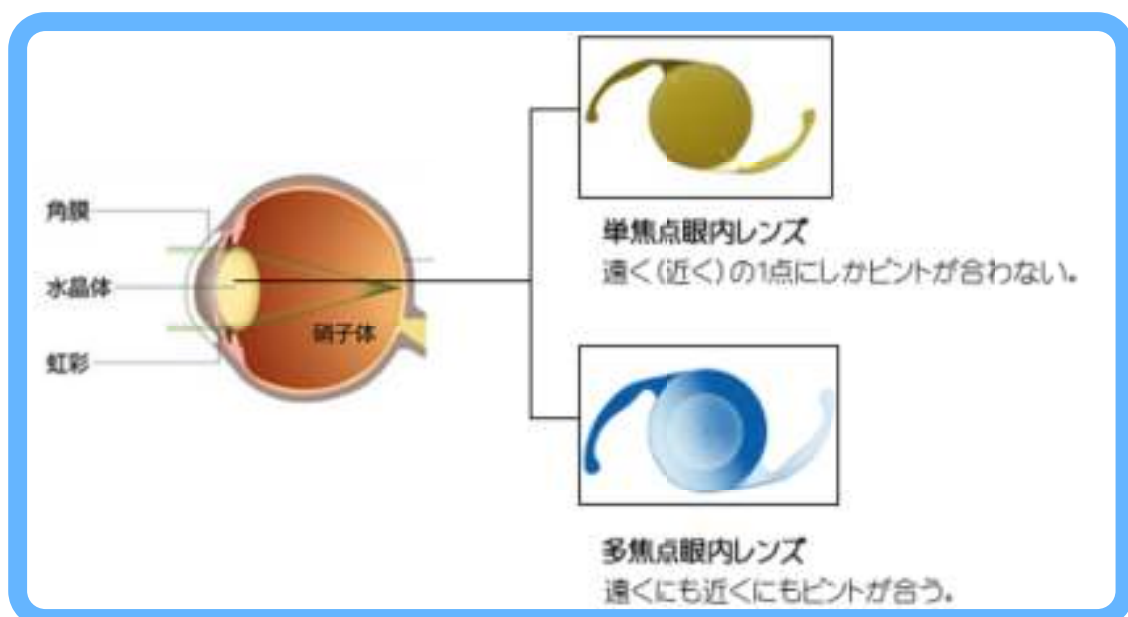 角膜
水晶体
虹彩
硝子体
単焦点眼内レンズ
遠く(近く)の1点にしかピントが合わない。
多焦点眼内レンズ
遠くにも近くにもピントが合う。